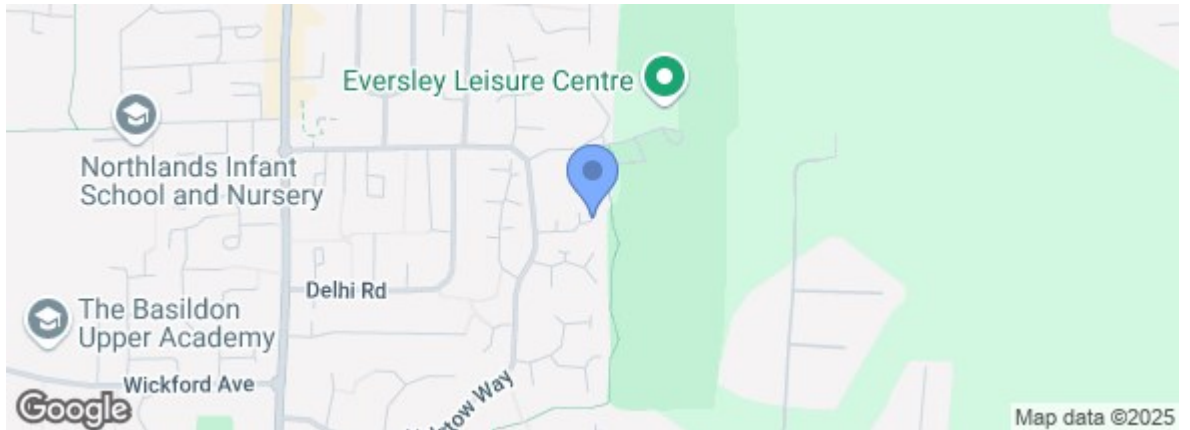 Eversley Leisure Centre
Northlands Infant
School and Nursery
Delhi Rd
The Basildon
Upper Academy
Wickford Ave
Way
Google
Map data ©2025